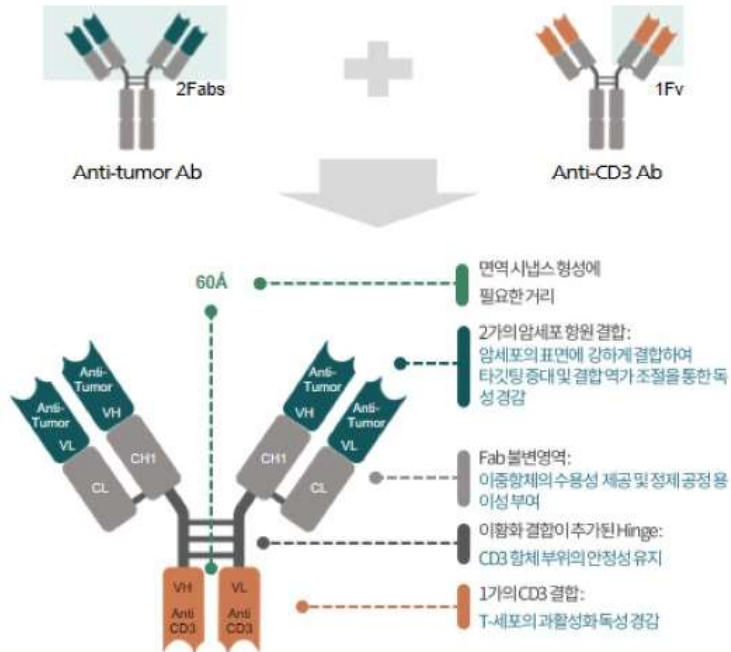 2Fabs
1Fv
Anti-tumor Ab
Anti-CD3 Ab
60Å
면역 시냅스 형성에
필요한 거리
2가의 암세포 항원 결합:
암세포의 표면에 강하게 결합하여
타깃팅 증대 및 결합 역가 조절을 통한 독
성 경감
Anti-
Tumor
VH
Anti-
Tumor
VL
CH1
CL
Anti-
Tumor
VH
Anti-
Tumor
VL
CH1
CL
Fab 불변영역:
이중항체의 수용성 제공 및 정제 공정 용
이성 부여
이황화 결합이 추가된 Hinge:
CD3 항체 부위의 안정성 유지
VH
Anti
CD3
VL
Anti
CD3
1가의 CD3 결합:
T-세포의 과활성화 독성 경감